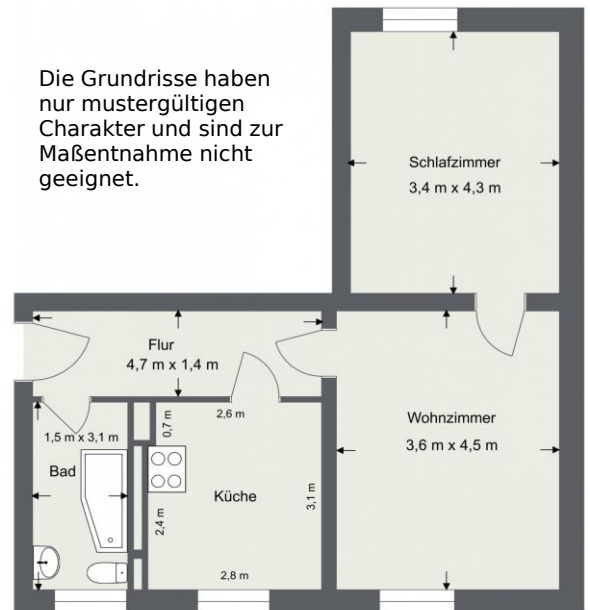 Die Grundrisse haben
nur mustergültigen
Charakter und sind zur
Maßentnahme nicht
geeignet.
Schlafzimmer
3,4 m x 4,3 m
Flur
4,7 m x 1,4 m
Wohnzimmer
3,6 m x 4,5 m
1,5 m x 3,1 m
Bad
0,7 m
2,6 m
Küche
3,1 m
2,4 m
2,8 m